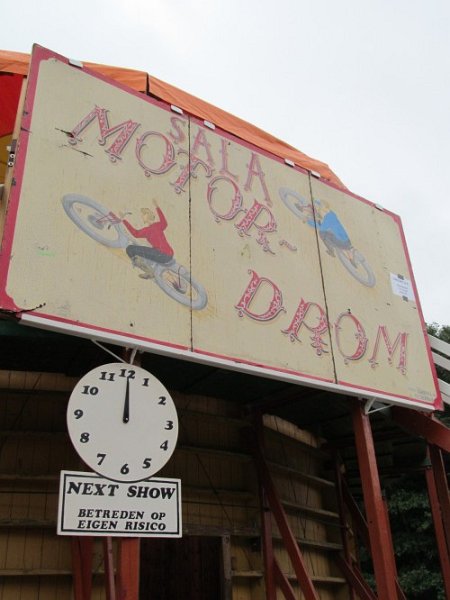 SALA
MOTOR-
DROM
12
1
2
3
4
5
6
7
8
9
10
11
NEXT SHOW
BETREDEN OP
EIGEN RISICO